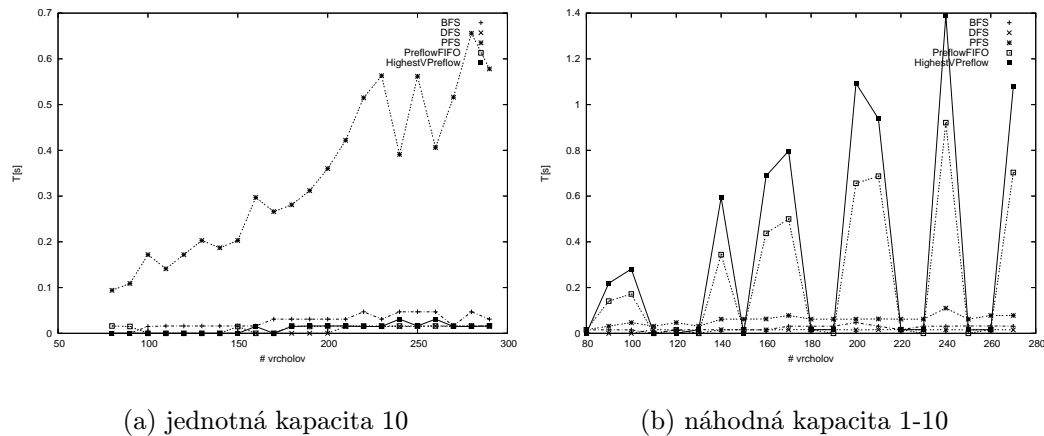 0.7
0.6
0.5
0.4
0.3
0.2
0.1
0
T[s]
50
100
150
200
250
300
# vrcholov
BFS
DFS
PFS
PreflowFIFO
HighestVPreflow
(a) jednotná kapacita 10
1.4
1.2
1
0.8
0.6
0.4
0.2
0
T[s]
80
100
120
140
160
180
200
220
240
260
280
# vrcholov
BFS
DFS
PFS
PreflowFIFO
HighestVPreflow
(b) náhodná kapacita 1-10